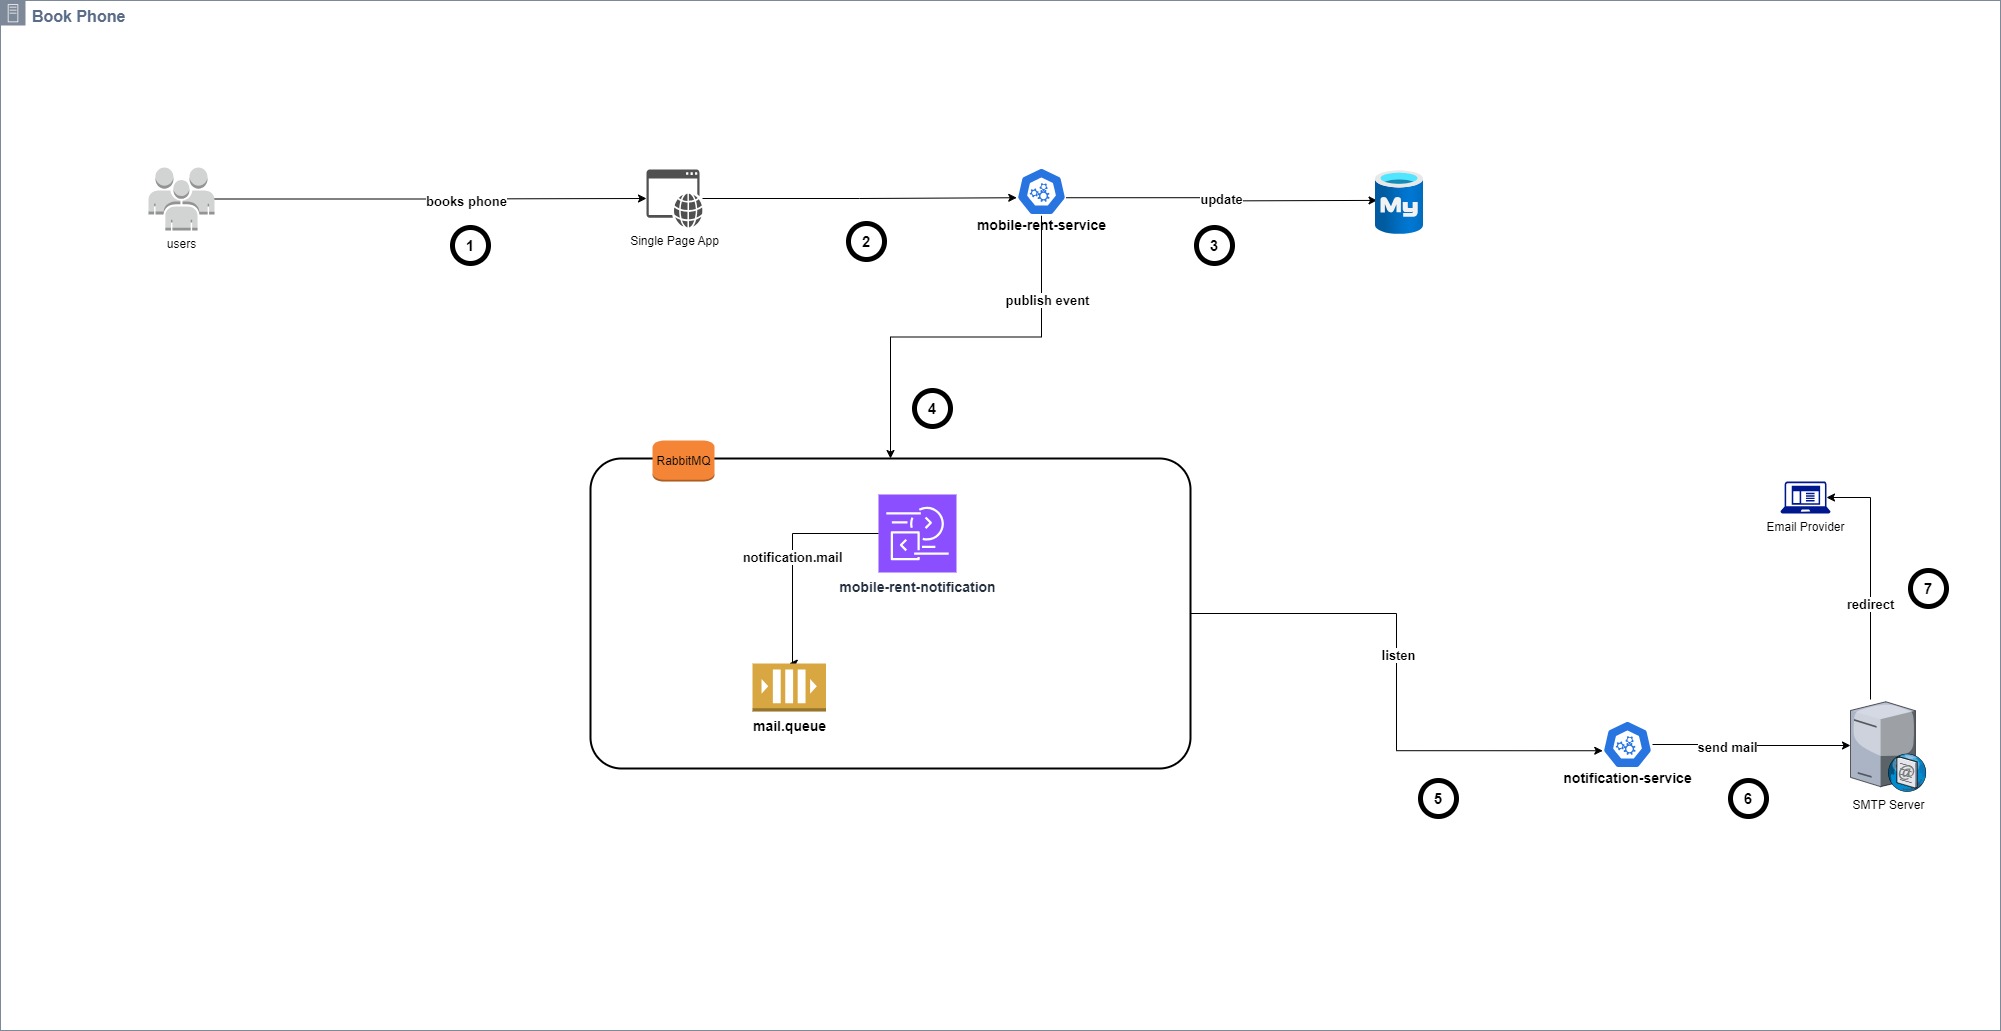 Book Phone
books phone
update
My
users
Single Page App
mobile-rent-service
1
2
3
publish event
4
RabbitMQ
notification.mail
mobile-rent-notification
mail.queue
listen
Email Provider
redirect
7
notification-service
send mail
5
6
@
SMTP Server